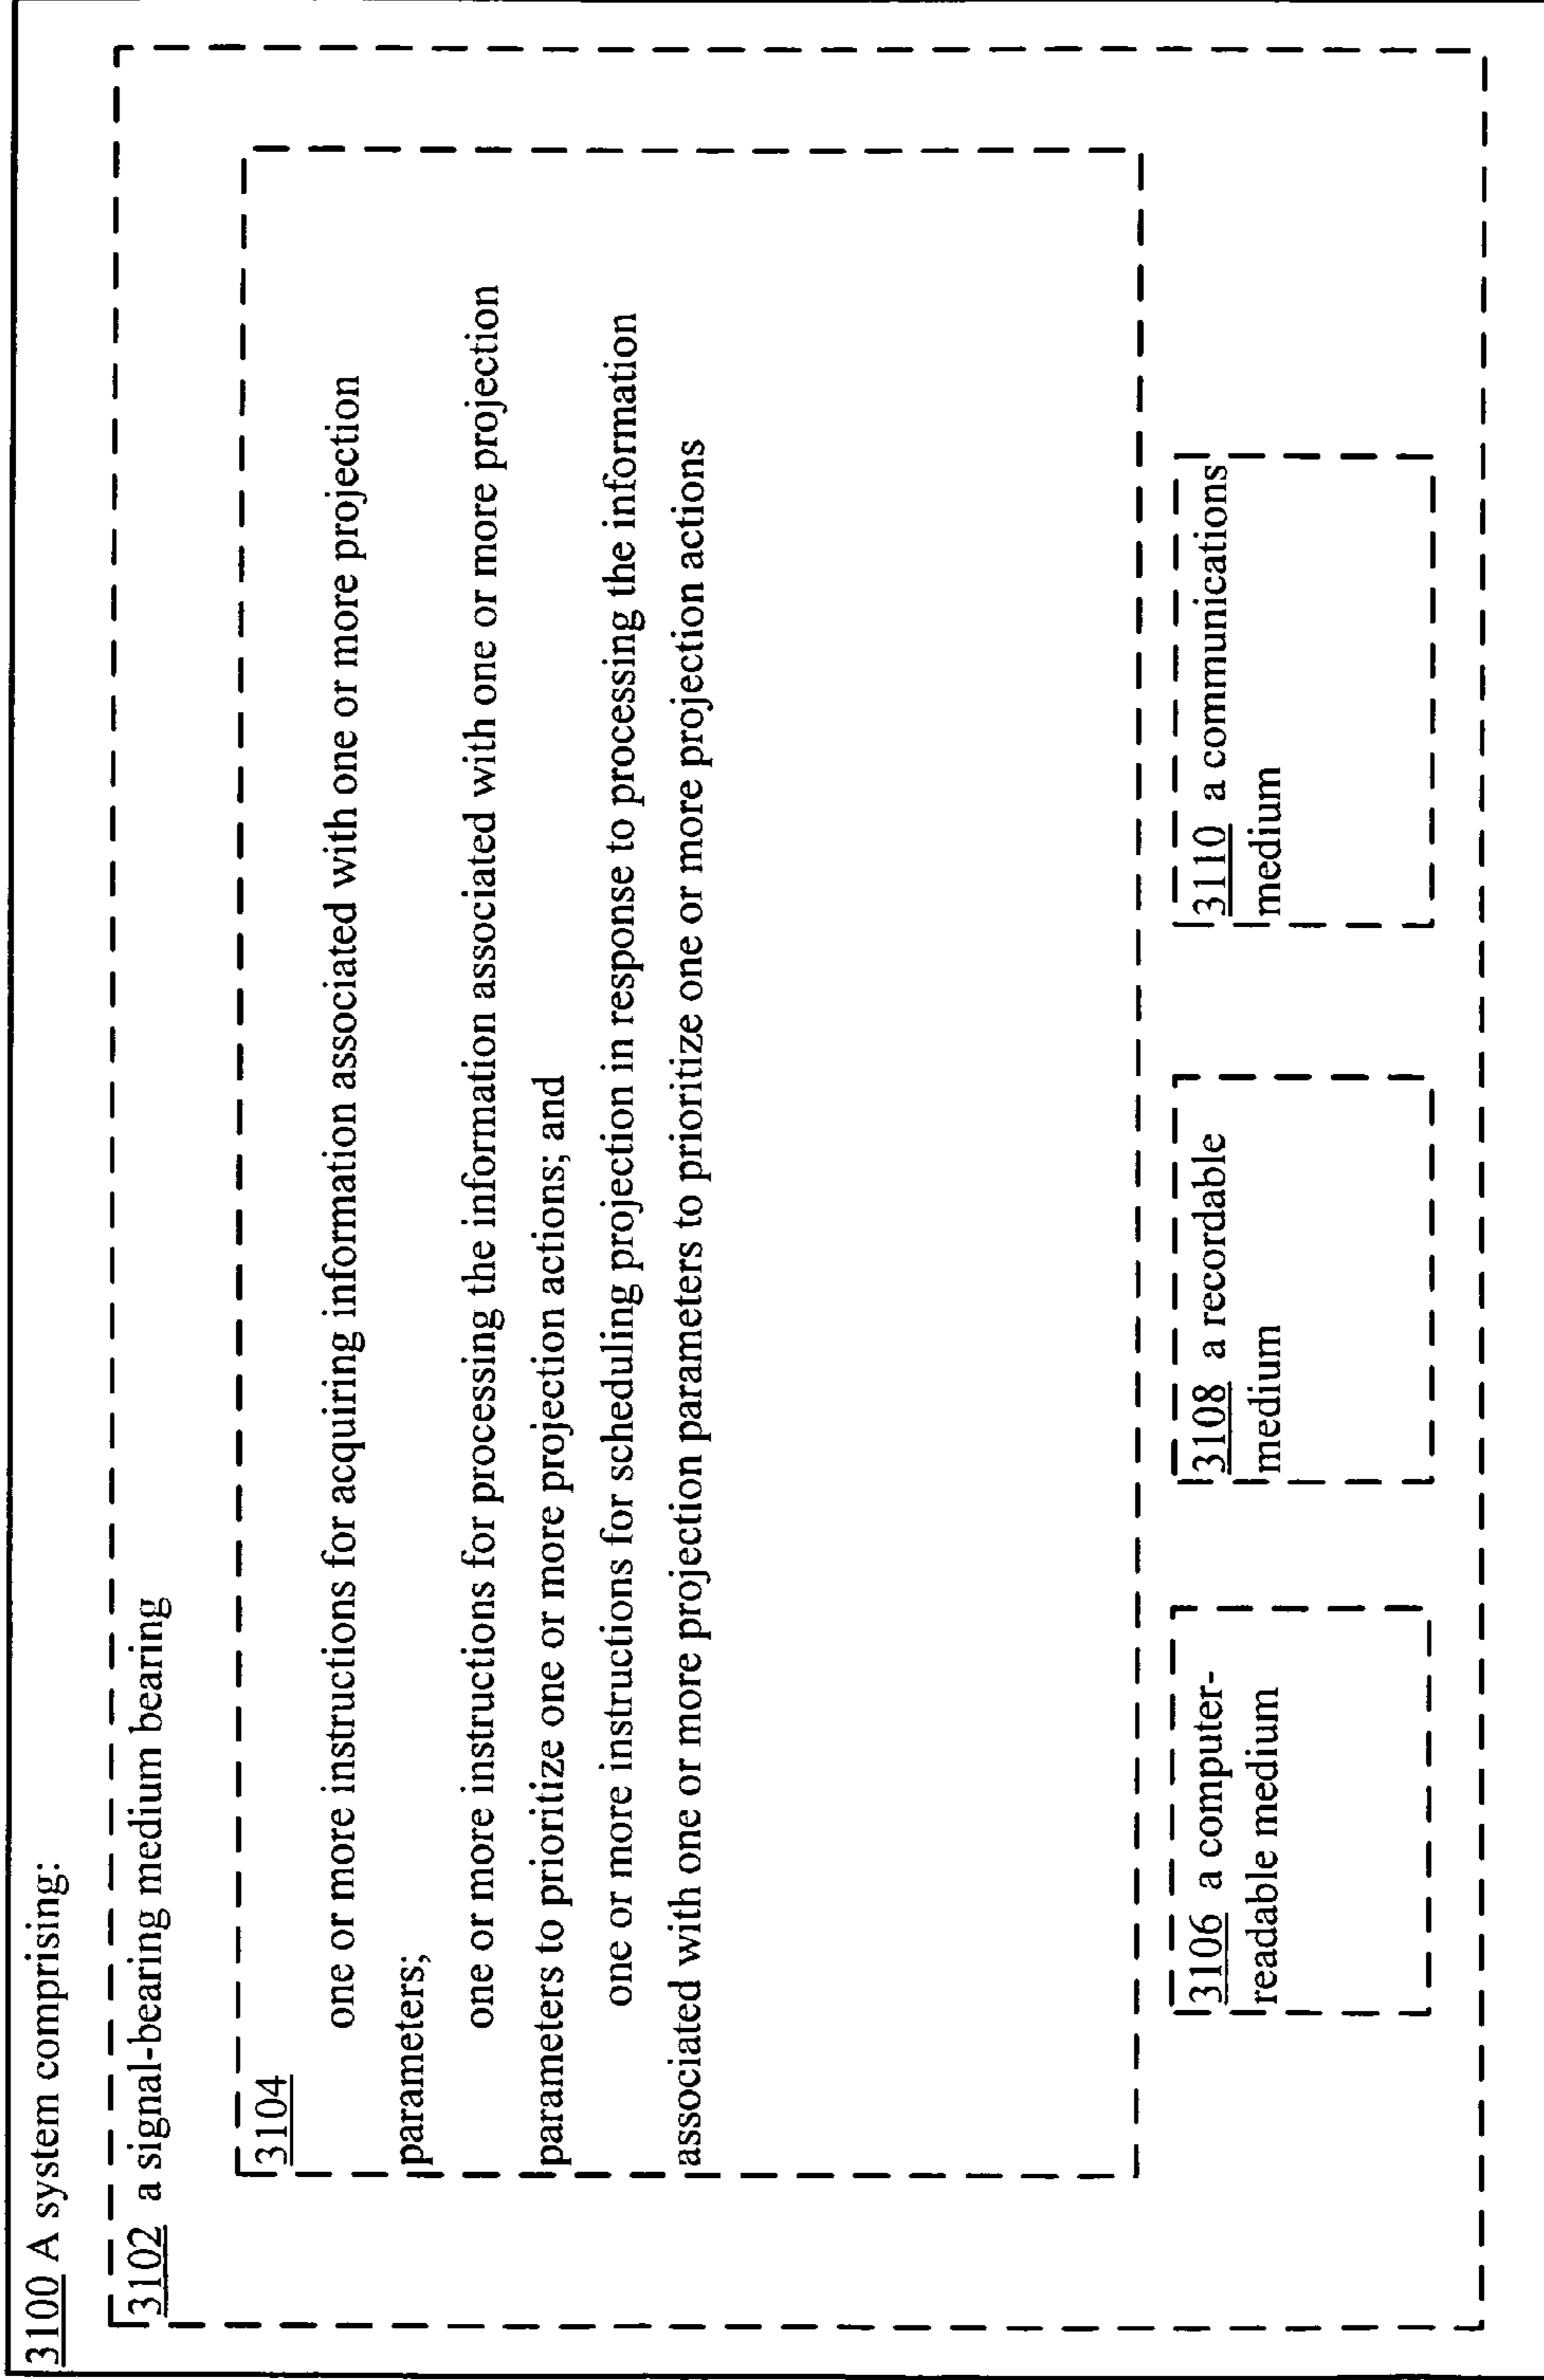 3100 A system comprising:
3102 a signal-bearing medium bearing
3104
one or more instructions for acquiring information associated with one or more projection
parameters;
one or more instructions for processing the information associated with one or more projection
parameters to prioritize one or more projection actions; and
one or more instructions for scheduling projection in response to processing the information
associated with one or more projection parameters to prioritize one or more projection actions
3106 a computer-
readable medium
3108 a recordable
medium
3110 a communications
medium